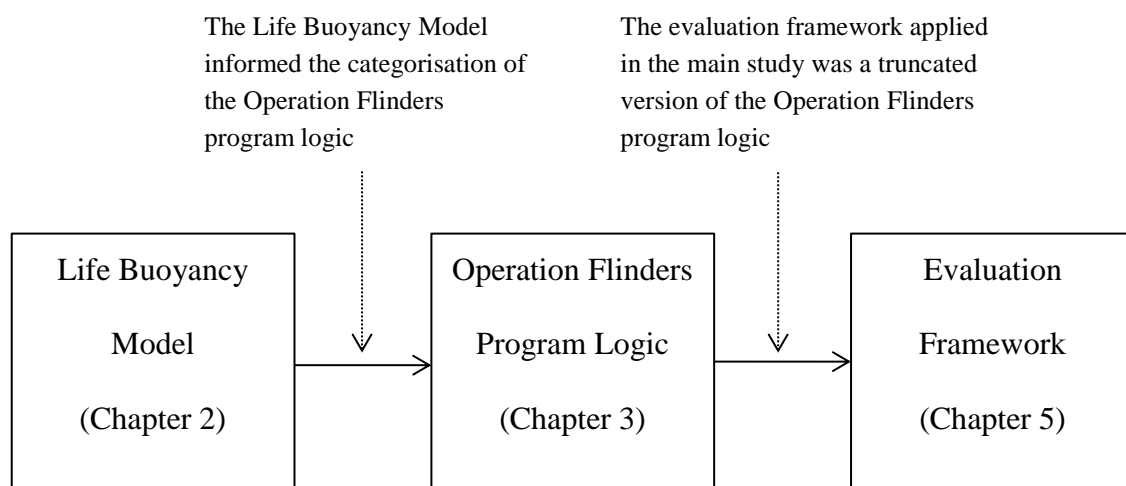 The Life Buoyancy Model
informed the categorisation of
the Operation Flinders
program logic
The evaluation framework applied
in the main study was a truncated
version of the Operation Flinders
program logic
Life Buoyancy
Model
(Chapter 2)
Operation Flinders
Program Logic
(Chapter 3)
Evaluation
Framework
(Chapter 5)